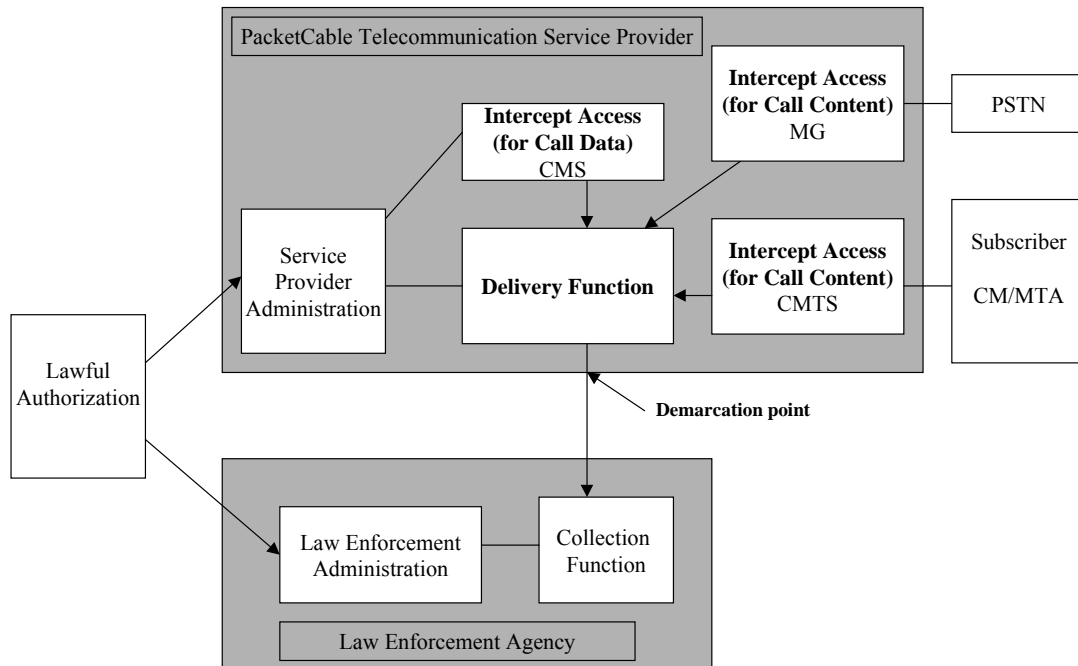 PacketCable Telecommunication Service Provider
Intercept Access
(for Call Content)
MG
PSTN
Intercept Access
(for Call Data)
CMS
Service
Provider
Administration
Delivery Function
Intercept Access
(for Call Content)
CMTS
Subscriber
CM/MTA
Lawful
Authorization
Demarcation point
Law Enforcement
Administration
Collection
Function
Law Enforcement Agency